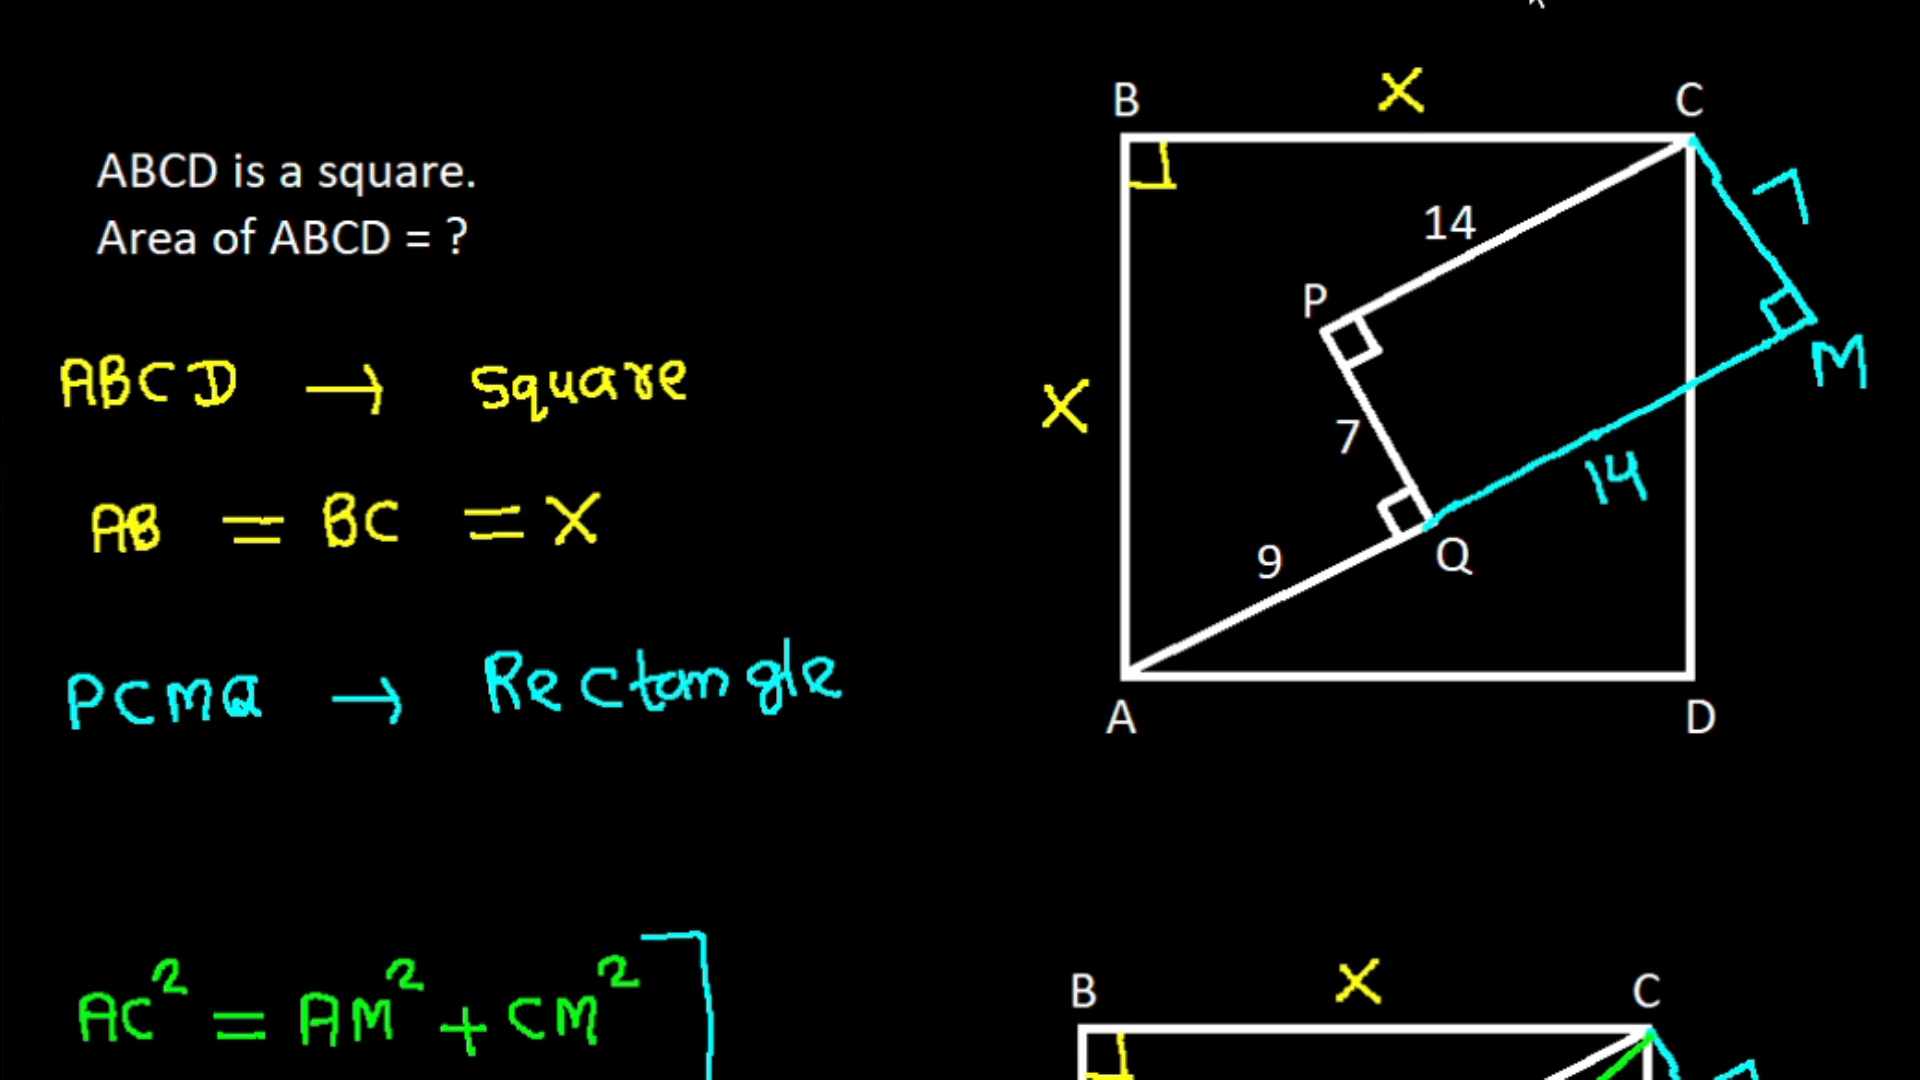 ABCD is a square.
Area of ABCD = ?
ABCD → square
AB = BC = X
PCMQ → Rectangle
AC² = AM² + CM²
B X C
7
14
P
M
X
7
14
9 Q
A D
B X C
7